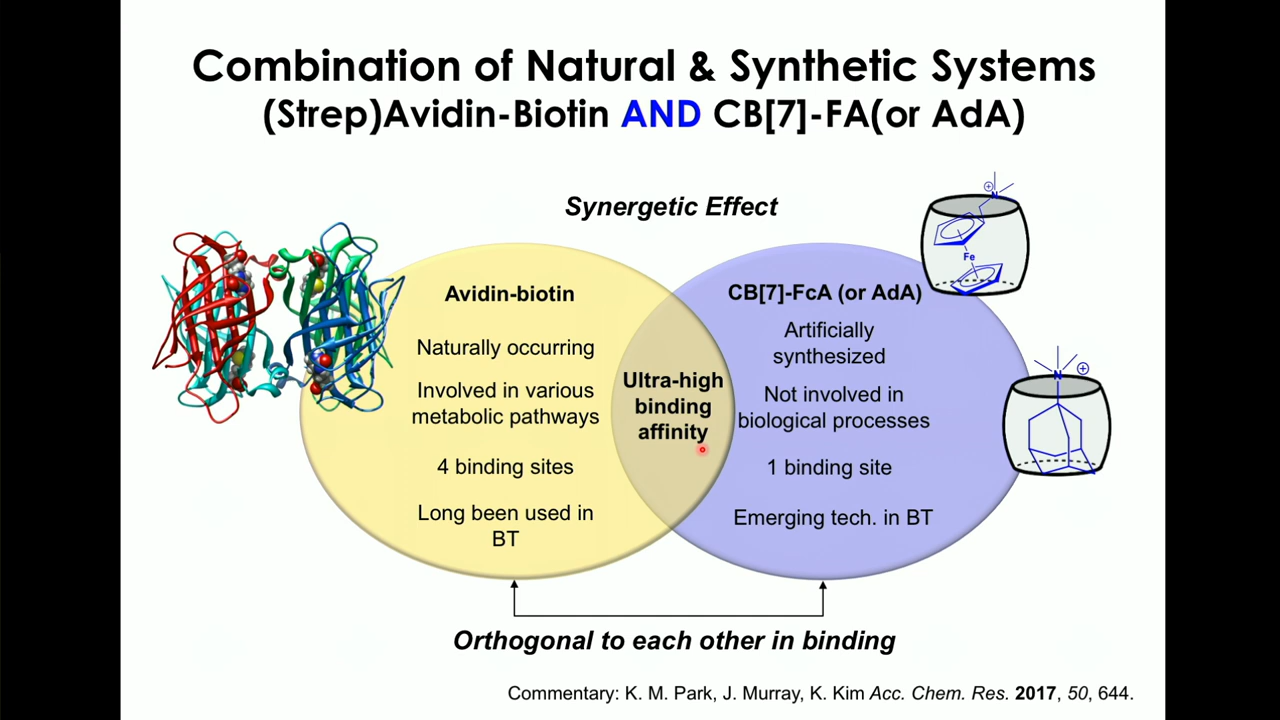 Combination of Natural & Synthetic Systems
(Strep)Avidin-Biotin AND CB[7]-FA(or AdA)
Synergetic Effect
Avidin-biotin
Naturally occurring
Involved in various
metabolic pathways
4 binding sites
Long been used in
BT
Ultra-high
binding
affinity
CB[7]-FcA (or AdA)
Artificially
synthesized
Not involved in
biological processes
1 binding site
Emerging tech. in BT
N
⊕
Fe
N
⊕
Orthogonal to each other in binding
Commentary: K. M. Park, J. Murray, K. Kim Acc. Chem. Res. 2017, 50, 644.